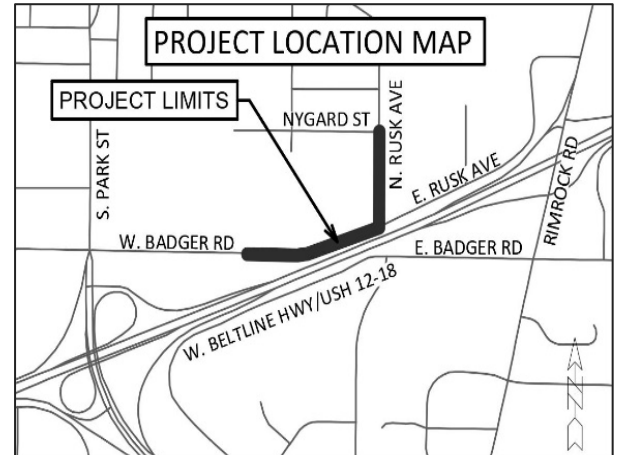 PROJECT LOCATION MAP
PROJECT LIMITS
NYGARD ST
N. RUSK AVE
S. PARK ST
E. RUSK AVE
RIMROCK RD
W. BADGER RD
E. BADGER RD
W. BELTLINE HWY/USH 12-18
N